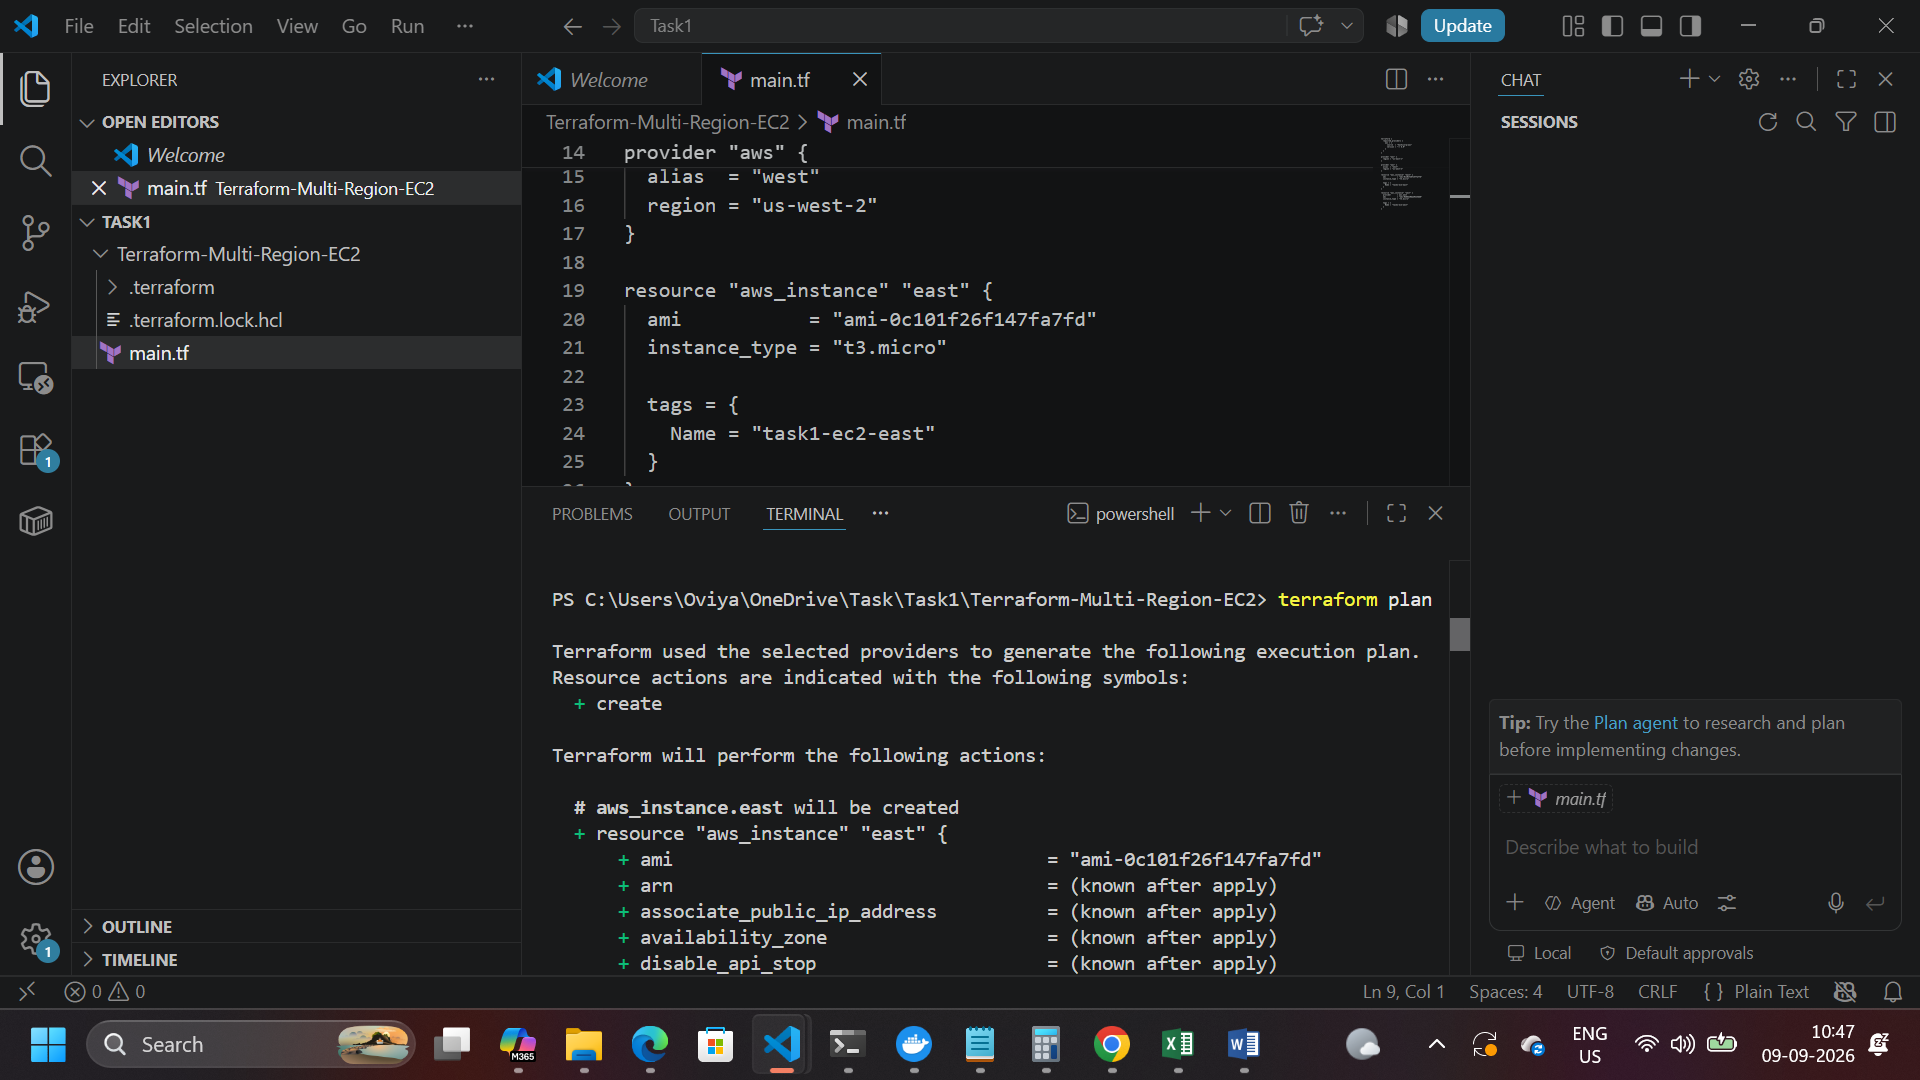 File Edit Selection View Go Run ···
Task1
Update
EXPLORER
OPEN EDITORS
Welcome
main.tf Terraform-Multi-Region-EC2
TASK1
Terraform-Multi-Region-EC2
.terraform
.terraform.lock.hcl
main.tf
OUTLINE
TIMELINE
1
1
Welcome
main.tf
Terraform-Multi-Region-EC2 > main.tf
14 provider "aws" {
15 alias = "west"
16 region = "us-west-2"
17 }
18
19 resource "aws_instance" "east" {
20 ami = "ami-0c101f26f147fa7fd"
21 instance_type = "t3.micro"
22
23 tags = {
24 Name = "task1-ec2-east"
25 }
PROBLEMS OUTPUT TERMINAL ···
powershell
PS C:\Users\Oviya\OneDrive\Task\Task1\Terraform-Multi-Region-EC2> terraform plan
Terraform used the selected providers to generate the following execution plan.
Resource actions are indicated with the following symbols:
+ create
Terraform will perform the following actions:
# aws_instance.east will be created
+ resource "aws_instance" "east" {
+ ami = "ami-0c101f26f147fa7fd"
+ arn = (known after apply)
+ associate_public_ip_address = (known after apply)
+ availability_zone = (known after apply)
+ disable_api_stop = (known after apply)
CHAT
SESSIONS
Tip: Try the Plan agent to research and plan
before implementing changes.
+ main.tf
Describe what to build
Agent Auto
Local Default approvals
0 0
Ln 9, Col 1 Spaces: 4 UTF-8 CRLF { } Plain Text
Search
M365
ENG
US
10:47
09-09-2026